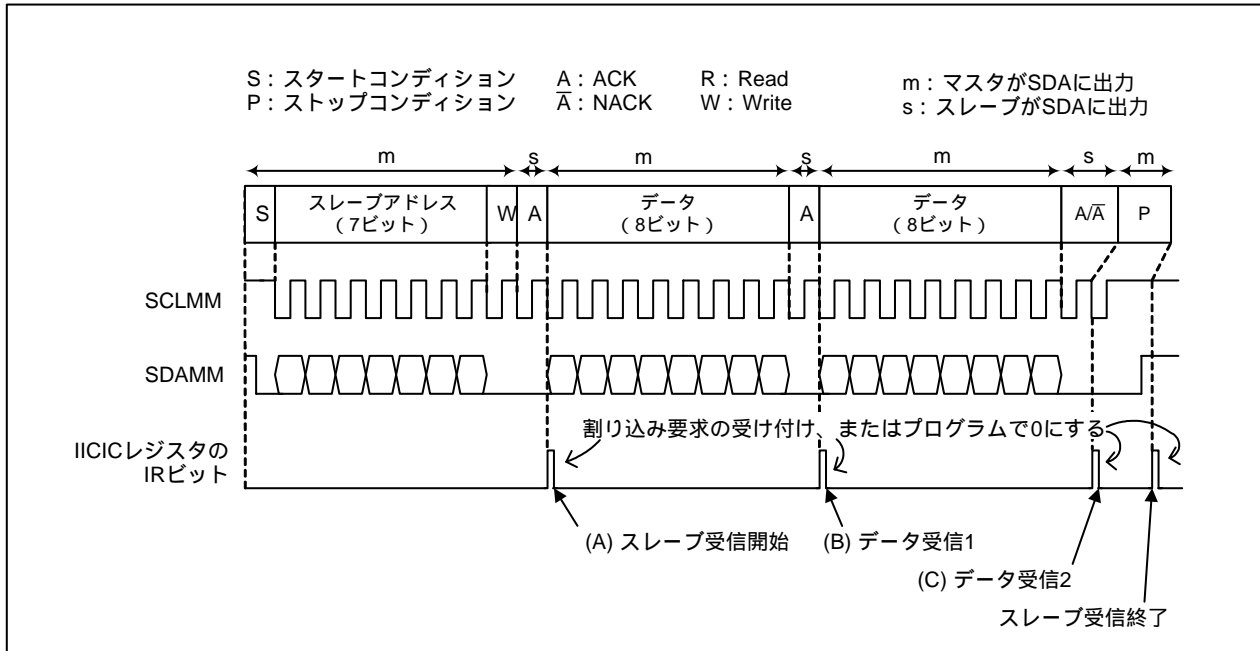 S：スタートコンディション A：ACK R：Read m：マスタがSDAに出力
P：ストップコンディション A̅：NACK W：Write s：スレーブがSDAに出力
m s m s m s m
S スレーブアドレス（7ビット） W A データ（8ビット） A データ（8ビット） A/A̅ P
SCLMM
SDAMM
割り込み要求の受け付け、またはプログラムで0にする
IICICレジスタの
IRビット
(A) スレーブ受信開始 (B) データ受信1
(C) データ受信2
スレーブ受信終了